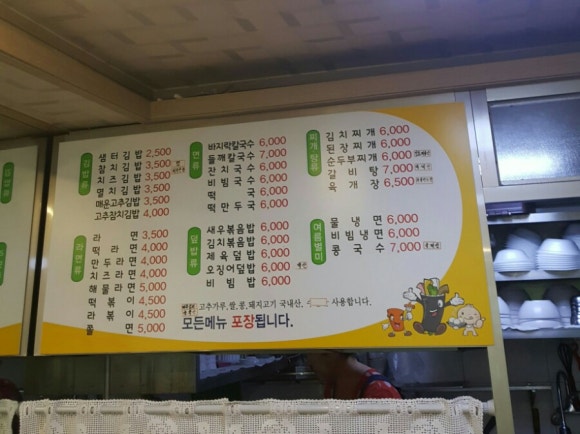 김밥류
샘터김밥 2,500
참치김밥 3,500
치즈김밥 3,500
멸치김밥 3,500
매운고추김밥 3,500
고추참치김밥 4,000
라면류
라면 3,500
떡라면 4,000
만두라면 4,000
치즈라면 4,000
해물라면 4,500
떡볶이 4,500
라볶이 5,000
쫄면 5,000
면류
바지락칼국수 6,000
들깨칼국수 7,000
잔치국수 6,000
비빔국수 6,000
떡국 6,000
떡만두국 6,000
덮밥류
새우볶음밥 6,000
김치볶음밥 6,000
제육덮밥 6,000
오징어덮밥 6,000
비빔밥 6,000
찌개탕류
김치찌개 6,000
된장찌개 6,000
순두부찌개 6,000
갈비탕 7,000
육개장 6,500
여름별미
물냉면 6,000
비빔냉면 6,000
콩국수 7,000
고추가루,쌀,콩,돼지고기 국내산, 사용합니다.
모든메뉴 포장됩니다.